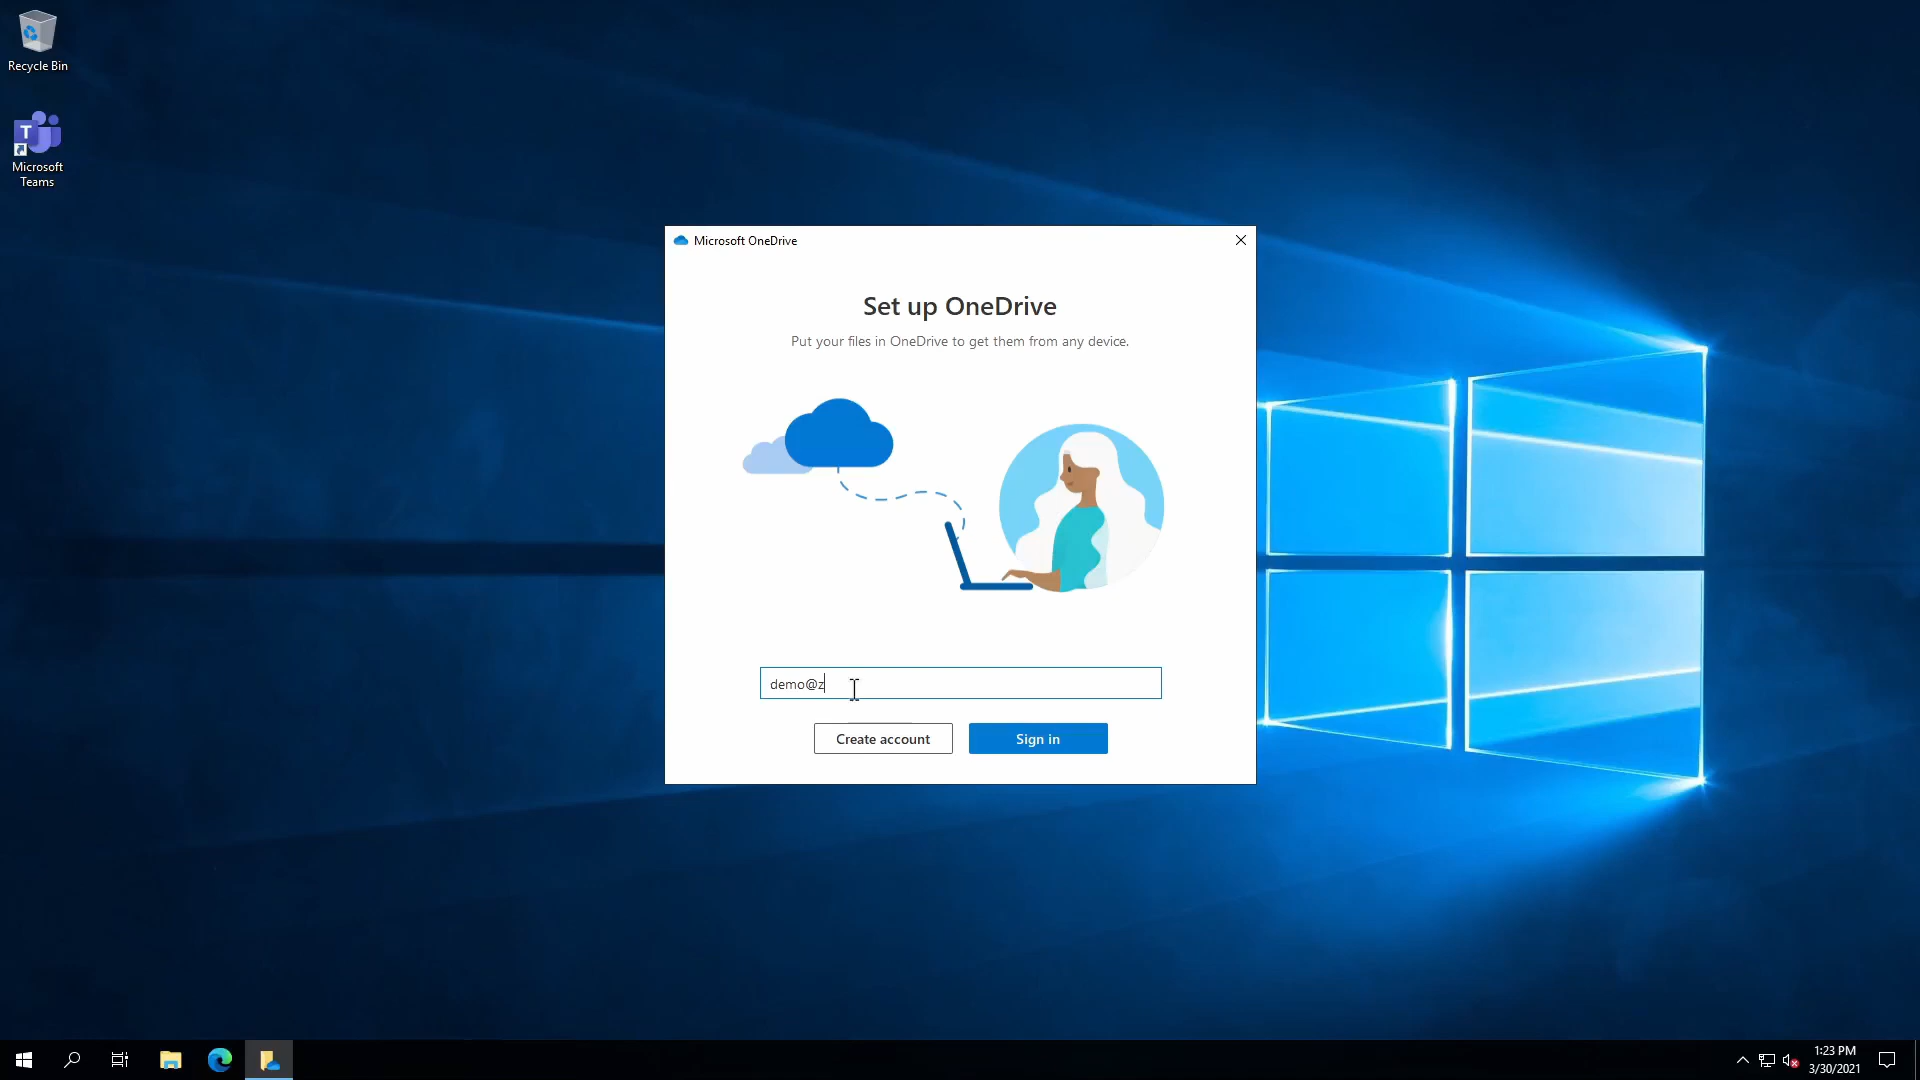 Recycle Bin
T
Microsoft
Teams
Microsoft OneDrive
Set up OneDrive
Put your files in OneDrive to get them from any device.
demo@z
Create account
Sign in
1:23 PM
3/30/2021